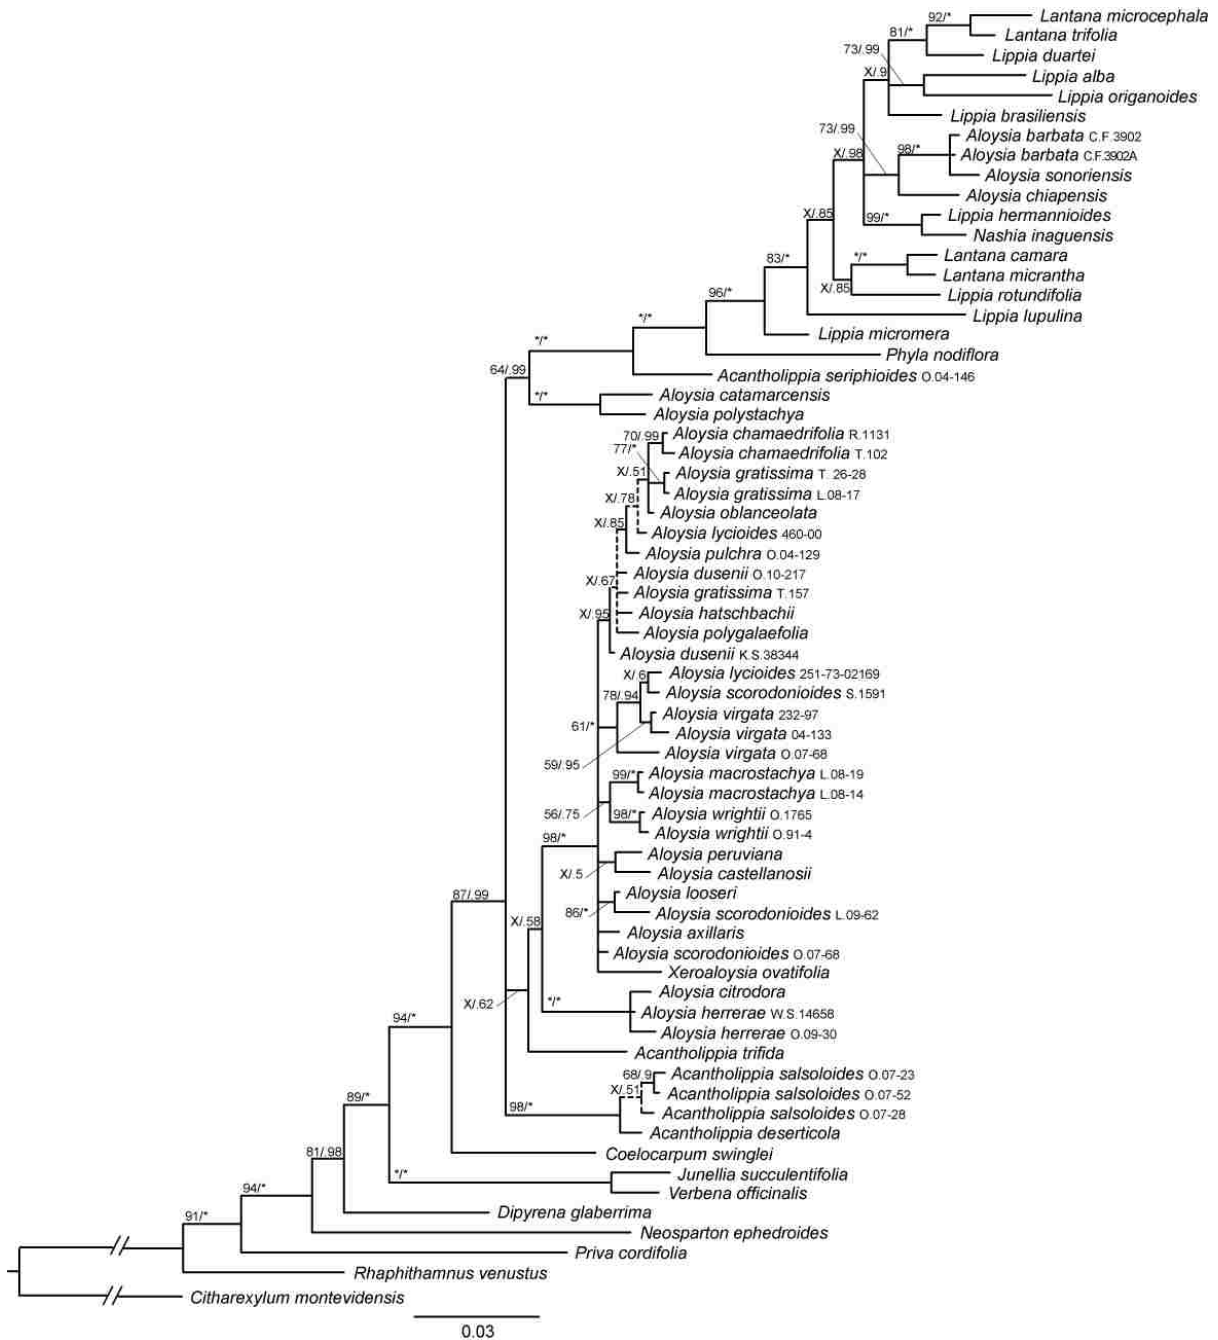 92/*
Lantana microcephala
81/*
Lantana trifolia
73/.99
Lippia duartei
X/.9
Lippia alba
Lippia origanoides
Lippia brasiliensis
73/.99
Aloysia barbata C.F.3902
98/*
X/.98
Aloysia barbata C.F.3902A
Aloysia sonoriensis
Aloysia chiapensis
X/.85
99/*
Lippia hermannioides
Nashia inaguensis
83/*
*/*
Lantana camara
Lantana micrantha
X/.85
96/*
Lippia rotundifolia
Lippia lupulina
*/*
Lippia micromera
*/*
Phyla nodiflora
64/.99
Acantholippia seriphioides O.04-146
*/*
Aloysia catamarcensis
Aloysia polystachya
70/.99
Aloysia chamaedrifolia R.1131
77/*
Aloysia chamaedrifolia T.102
X/.51
Aloysia gratissima T. 26-28
Aloysia gratissima L.08-17
X/.78
Aloysia oblanceolata
X/.85
Aloysia lycioides 460-00
Aloysia pulchra O.04-129
Aloysia dusenii O.10-217
X/.67
Aloysia gratissima T.157
X/.95
Aloysia hatschbachii
Aloysia polygalaefolia
Aloysia dusenii K.S.38344
X/.6
Aloysia lycioides 251-73-02169
78/.94
Aloysia scorodonioides S.1591
61/*
Aloysia virgata 232-97
Aloysia virgata 04-133
59/.95
Aloysia virgata O.07-68
99/*
Aloysia macrostachya L.08-19
Aloysia macrostachya L.08-14
56/.75
98/*
Aloysia wrightii O.1765
Aloysia wrightii O.91-4
98/*
Aloysia peruviana
X/.5
Aloysia castellanosii
87/.99
Aloysia looseri
86/*
Aloysia scorodonioides L.09-62
X/.58
Aloysia axillaris
Aloysia scorodonioides O.07-68
Xeroaloysia ovatifolia
X/.62
*/*
Aloysia citrodora
Aloysia herrerae W.S.14658
94/*
Aloysia herrerae O.09-30
Acantholippia trifida
68/.9
Acantholippia salsoloides O.07-23
X/.51
Acantholippia salsoloides O.07-52
89/*
98/*
Acantholippia salsoloides O.07-28
Acantholippia deserticola
81/.98
Coelocarpum swinglei
*/*
Junellia succulentifolia
94/*
Verbena officinalis
91/*
Dipyrena glaberrima
Neosparton ephedroides
Priva cordifolia
Rhaphithamnus venustus
Citharexylum montevidensis
0.03